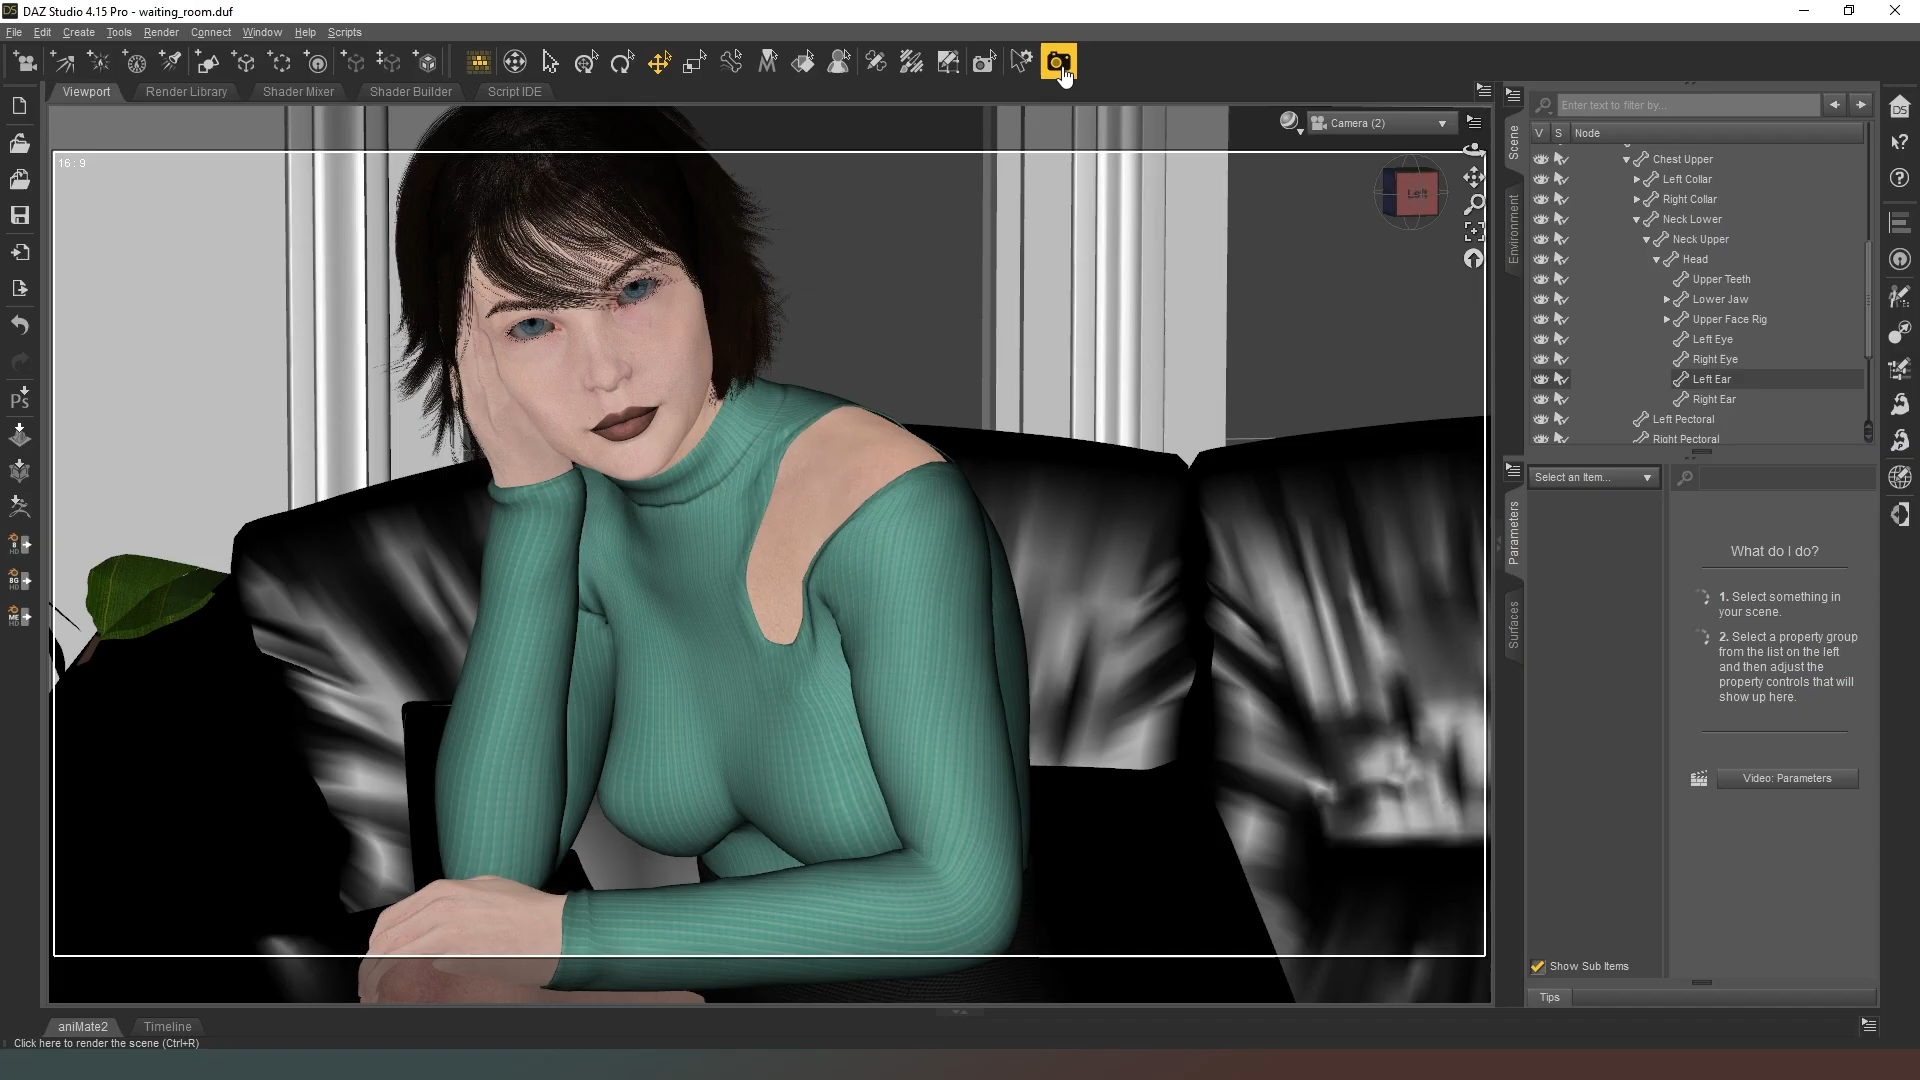 DAZ Studio 4.15 Pro - waiting_room.duf
File Edit Create Tools Render Connect Window Help Scripts
Viewport Render Library Shader Mixer Shader Builder Script IDE
Camera (2)
16 : 9
Left
Scene
Environment
Enter text to filter by...
V S Node
Chest Upper
Left Collar
Right Collar
Neck Lower
Neck Upper
Head
Upper Teeth
Lower Jaw
Upper Face Rig
Left Eye
Right Eye
Left Ear
Right Ear
Left Pectoral
Right Pectoral
Parameters
Surfaces
Select an Item...
What do I do?
1. Select something in
your scene.
2. Select a property group
from the list on the left
and then adjust the
property controls that will
show up here.
Video: Parameters
Show Sub Items
Tips
aniMate2 Timeline
Click here to render the scene (Ctrl+R)